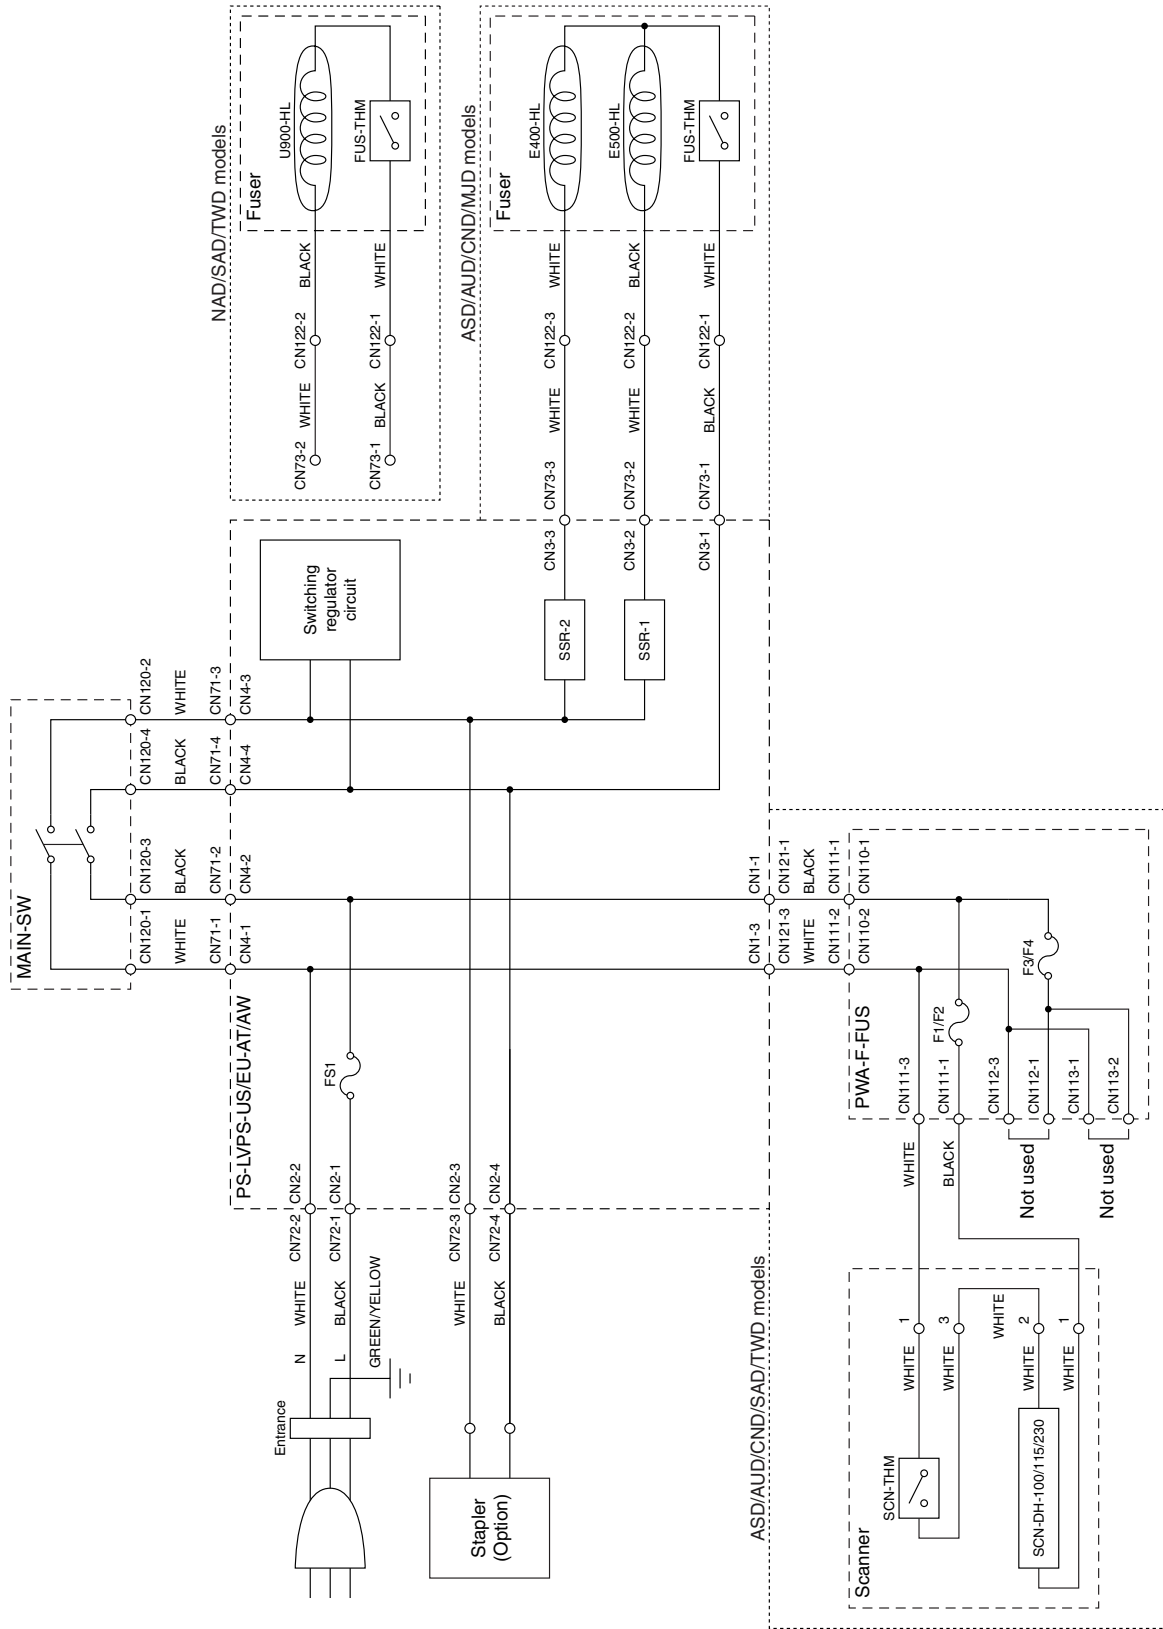 NAD/SAD/TWD models
Fuser
U900-HL
FUS-THM
BLACK
WHITE
CN122-2
CN122-1
WHITE
BLACK
CN73-2
CN73-1
ASD/AUD/CND/MJD models
Fuser
E400-HL
E500-HL
FUS-THM
WHITE
BLACK
WHITE
CN122-3
CN122-2
CN122-1
WHITE
WHITE
BLACK
CN73-3
CN73-2
CN73-1
CN3-3
CN3-2
CN3-1
SSR-2
SSR-1
Switching
regulator
circuit
MAIN-SW
CN120-2
CN120-4
CN120-3
CN120-1
WHITE
BLACK
BLACK
WHITE
CN71-3
CN71-4
CN71-2
CN71-1
CN4-3
CN4-4
CN4-2
CN4-1
PS-LVPS-US/EU-AT/AW
FS1
CN2-2
CN2-1
CN2-3
CN2-4
CN72-2
CN72-1
CN72-3
CN72-4
WHITE
BLACK
GREEN/YELLOW
WHITE
BLACK
N
L
Entrance
Stapler
(Option)
CN1-1
CN1-3
CN121-1
CN121-3
BLACK
WHITE
CN111-1
CN111-2
CN110-1
CN110-2
ASD/AUD/CND/SAD/TWD models
PWA-F-FUS
F1/F2
F3/F4
CN111-3
CN111-1
CN112-3
CN112-1
CN113-1
CN113-2
WHITE
BLACK
Not used
Not used
Scanner
1
3
2
1
WHITE
WHITE
WHITE
WHITE
WHITE
SCN-THM
SCN-DH-100/115/230